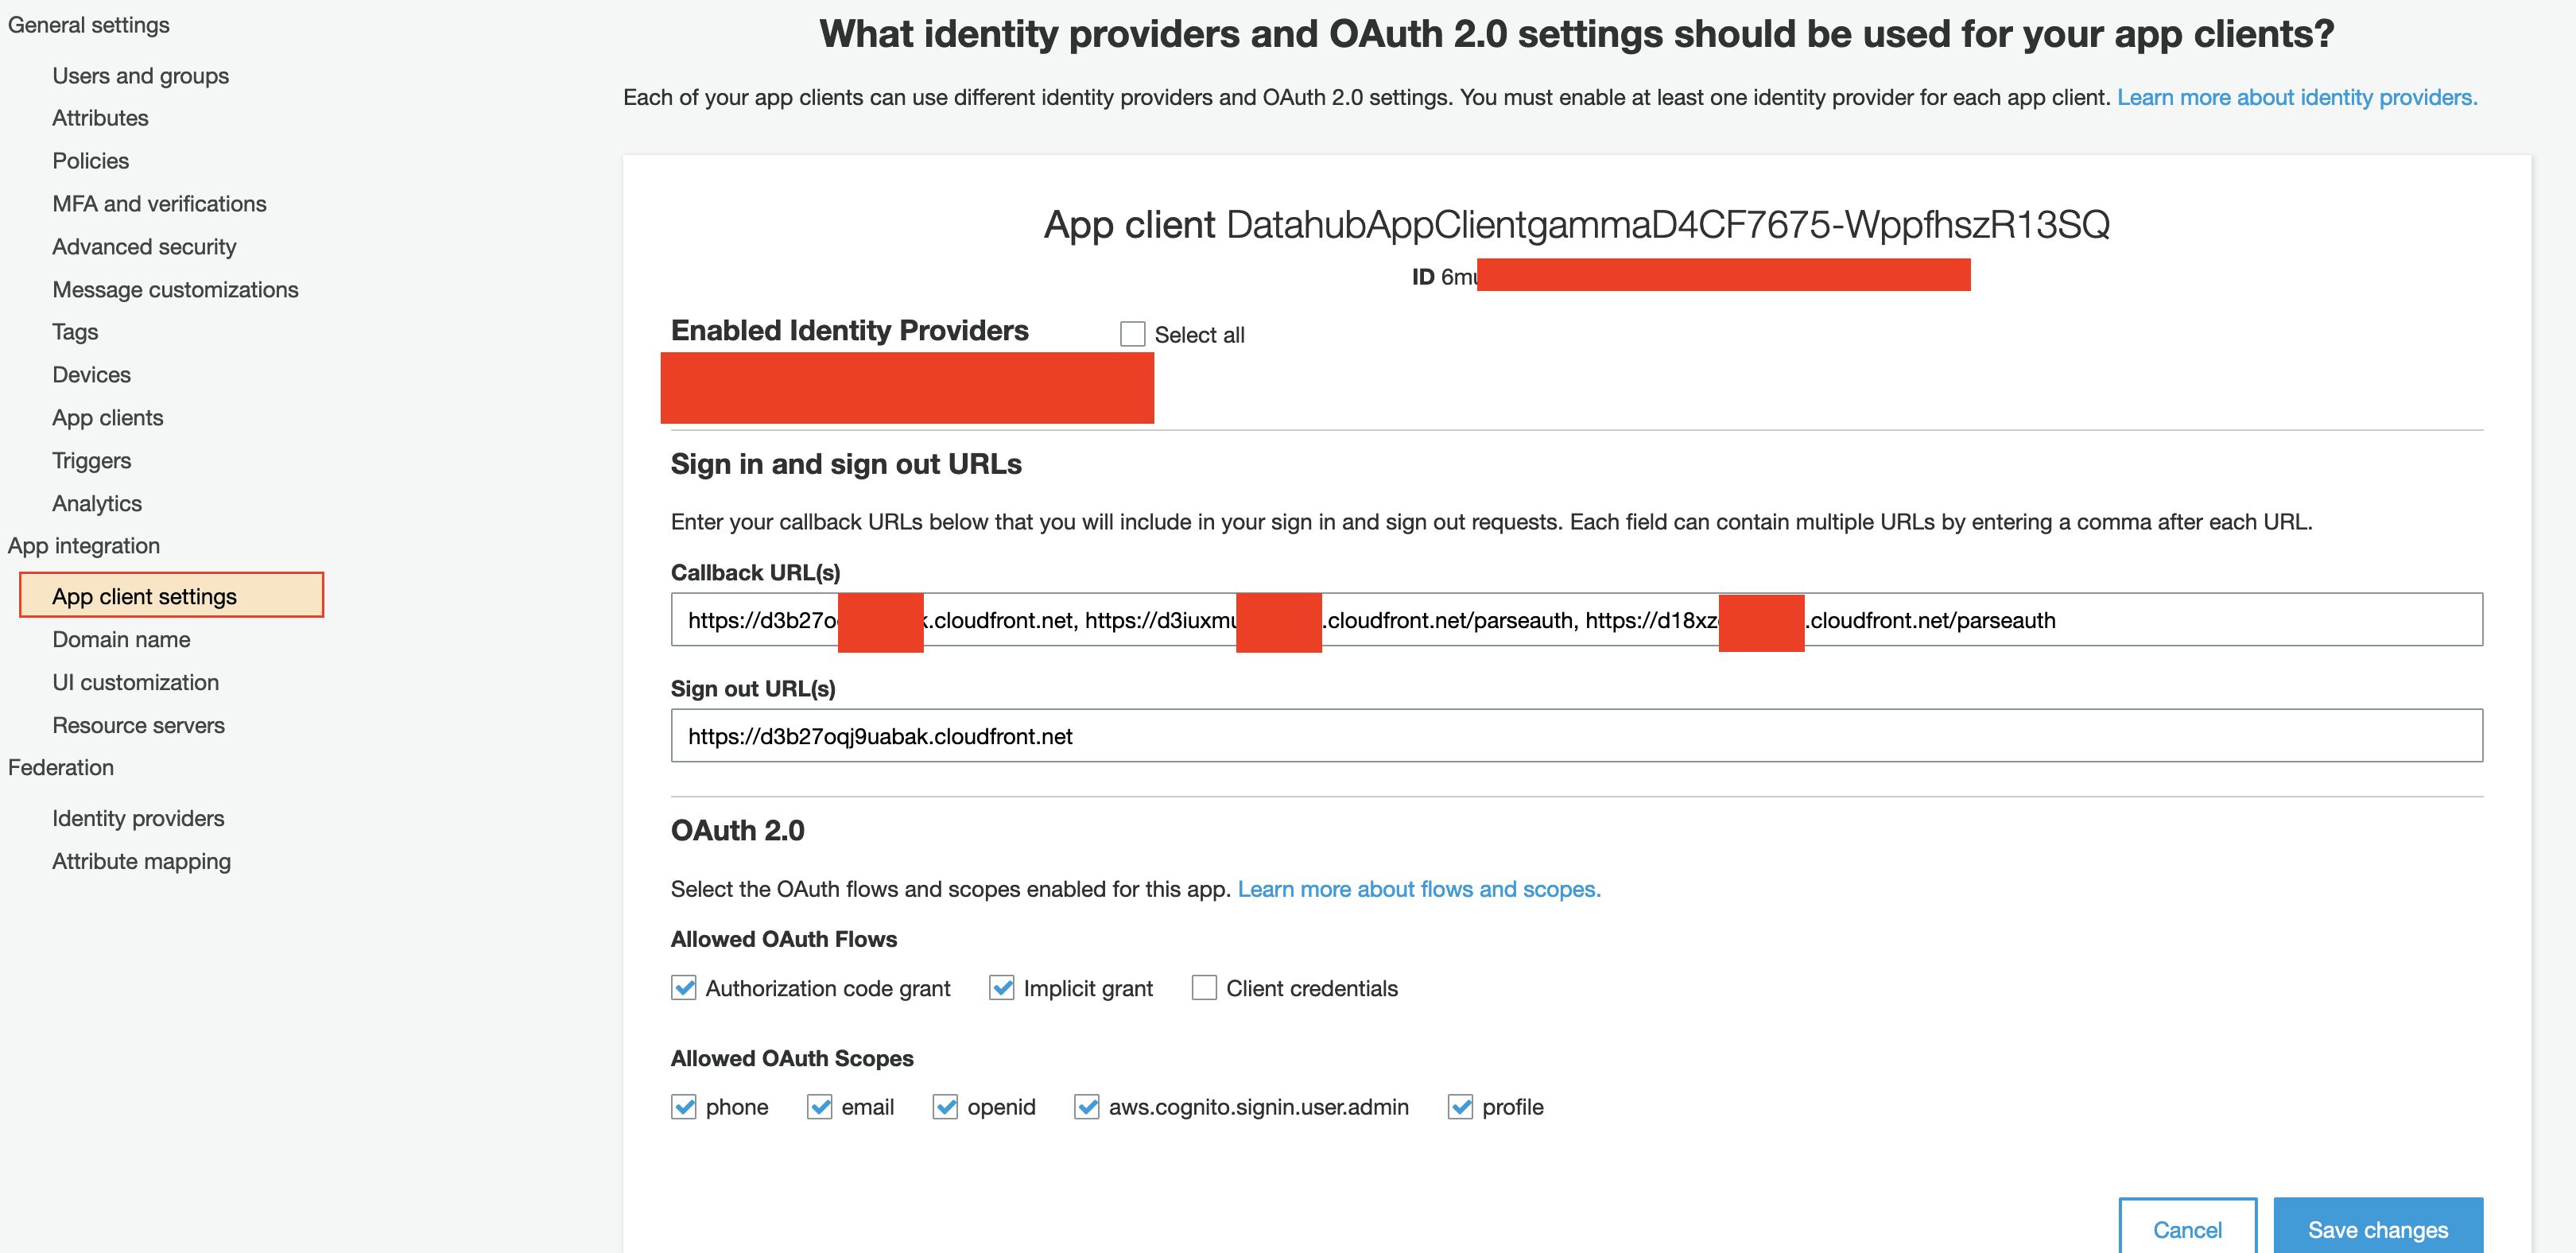 General settings
Users and groups
Attributes
Policies
MFA and verifications
Advanced security
Message customizations
Tags
Devices
App clients
Triggers
Analytics
App integration
App client settings
Domain name
UI customization
Resource servers
Federation
Identity providers
Attribute mapping
What identity providers and OAuth 2.0 settings should be used for your app clients?
Each of your app clients can use different identity providers and OAuth 2.0 settings. You must enable at least one identity provider for each app client. Learn more about identity providers.
App client DatahubAppClientgammaD4CF7675-WppfhszR13SQ
ID 6mu
Enabled Identity Providers Select all
Sign in and sign out URLs
Enter your callback URLs below that you will include in your sign in and sign out requests. Each field can contain multiple URLs by entering a comma after each URL.
Callback URL(s)
https://d3b27o k.cloudfront.net, https://d3iuxmu .cloudfront.net/parseauth, https://d18xz .cloudfront.net/parseauth
Sign out URL(s)
https://d3b27oqj9uabak.cloudfront.net
OAuth 2.0
Select the OAuth flows and scopes enabled for this app. Learn more about flows and scopes.
Allowed OAuth Flows
Authorization code grant Implicit grant Client credentials
Allowed OAuth Scopes
phone email openid aws.cognito.signin.user.admin profile
Cancel Save changes